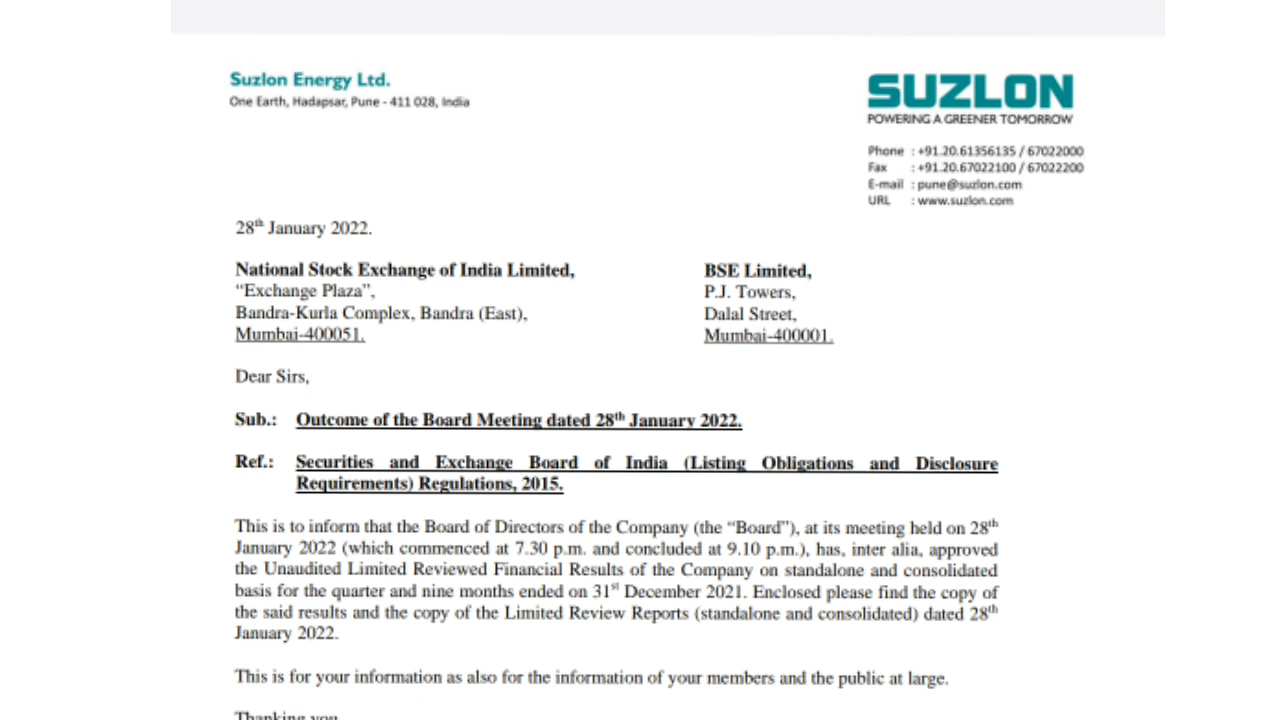 Suzlon Energy Ltd.
One Earth, Hadapsar, Pune - 411 028, India
SUZLON
POWERING A GREENER TOMORROW
Phone : +91.20.61356135 / 67022000
Fax : +91.20.67022100 / 67022200
E-mail : pune@suzlon.com
URL : www.suzlon.com
28th January 2022.
National Stock Exchange of India Limited,
“Exchange Plaza”,
Bandra-Kurla Complex, Bandra (East),
Mumbai-400051.
BSE Limited,
P.J. Towers,
Dalal Street,
Mumbai-400001.
Dear Sirs,
Sub.: Outcome of the Board Meeting dated 28th January 2022.
Ref.: Securities and Exchange Board of India (Listing Obligations and Disclosure
Requirements) Regulations, 2015.
This is to inform that the Board of Directors of the Company (the “Board”), at its meeting held on 28th
January 2022 (which commenced at 7.30 p.m. and concluded at 9.10 p.m.), has, inter alia, approved
the Unaudited Limited Reviewed Financial Results of the Company on standalone and consolidated
basis for the quarter and nine months ended on 31st December 2021. Enclosed please find the copy of
the said results and the copy of the Limited Review Reports (standalone and consolidated) dated 28th
January 2022.
This is for your information as also for the information of your members and the public at large.
Thanking you